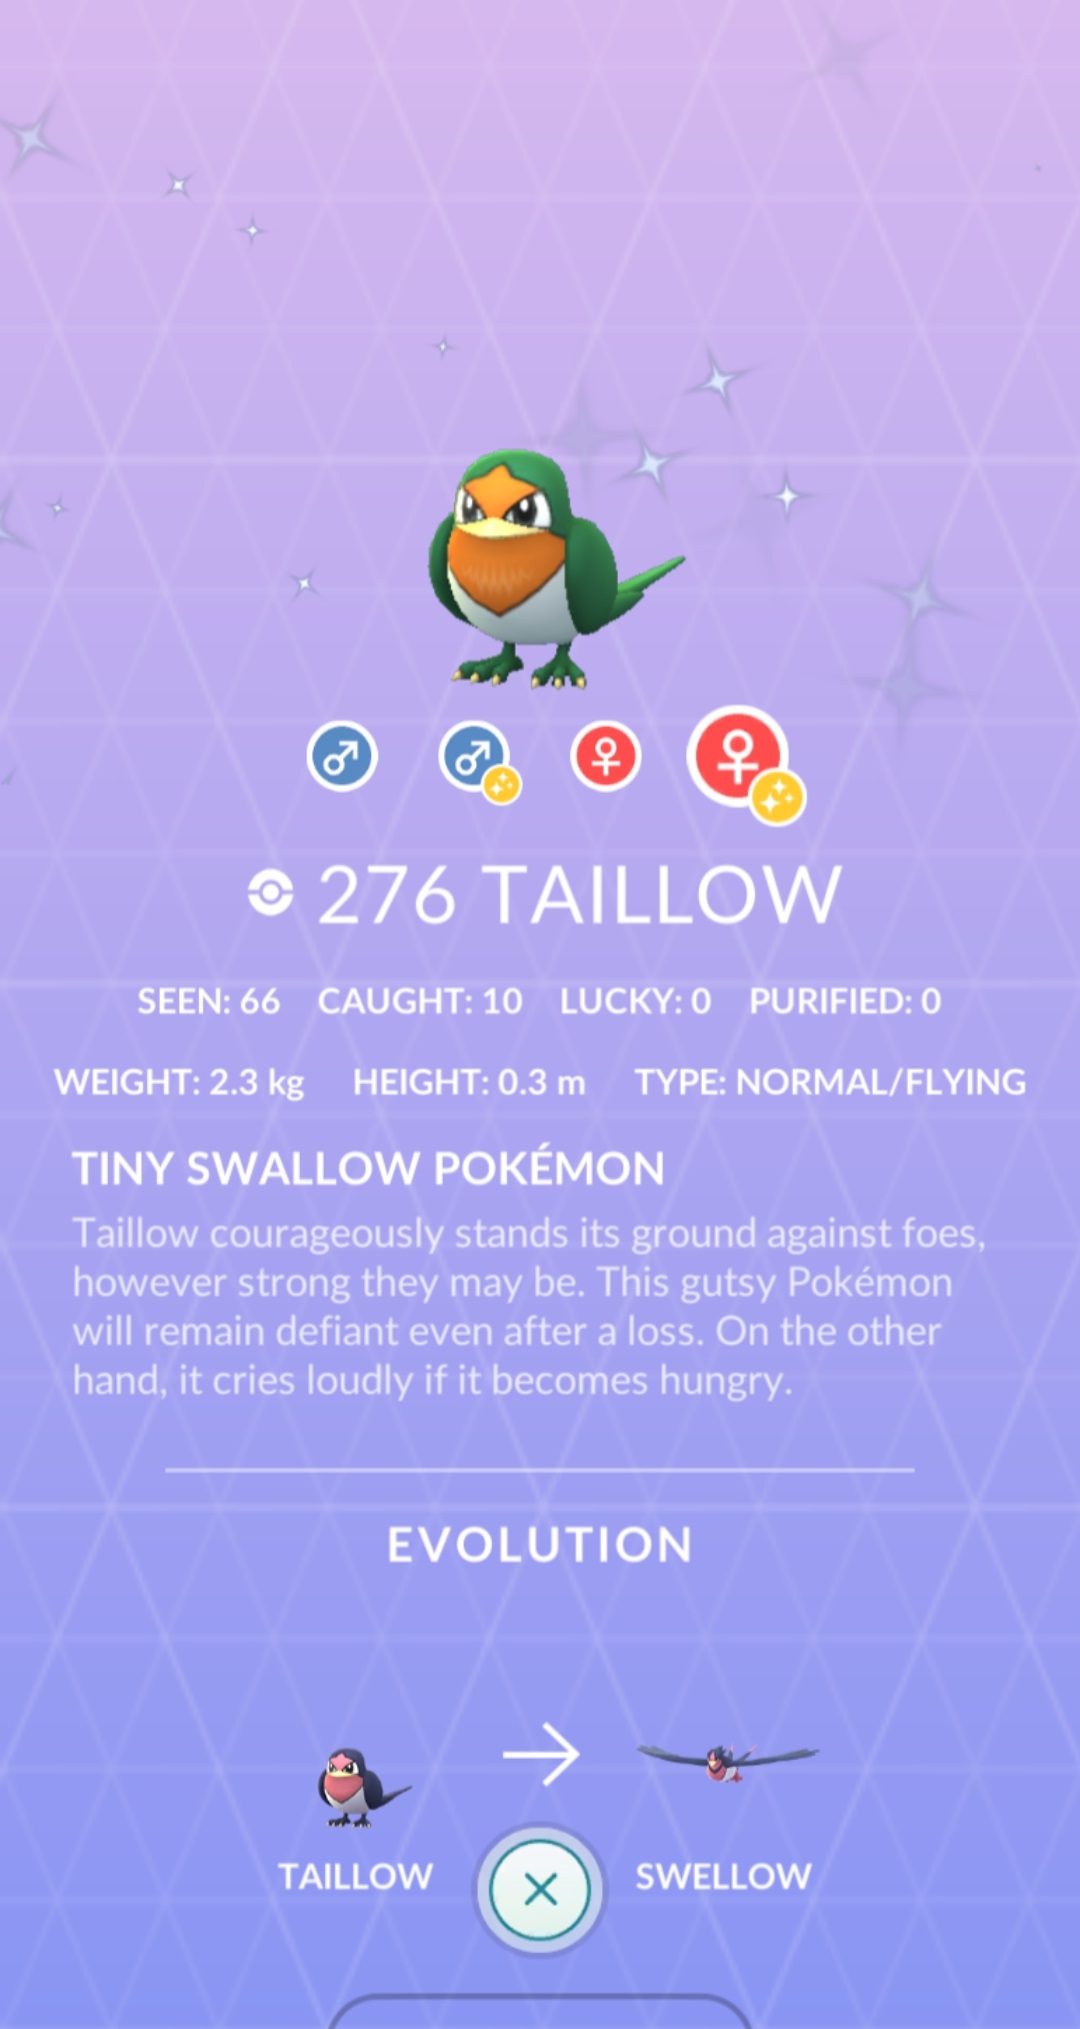 276 TAILLOW
SEEN: 66 CAUGHT: 10 LUCKY: 0 PURIFIED: 0
WEIGHT: 2.3 kg HEIGHT: 0.3 m TYPE: NORMAL/FLYING
TINY SWALLOW POKÉMON
Taillow courageously stands its ground against foes,
however strong they may be. This gutsy Pokémon
will remain defiant even after a loss. On the other
hand, it cries loudly if it becomes hungry.
EVOLUTION
TAILLOW SWELLOW